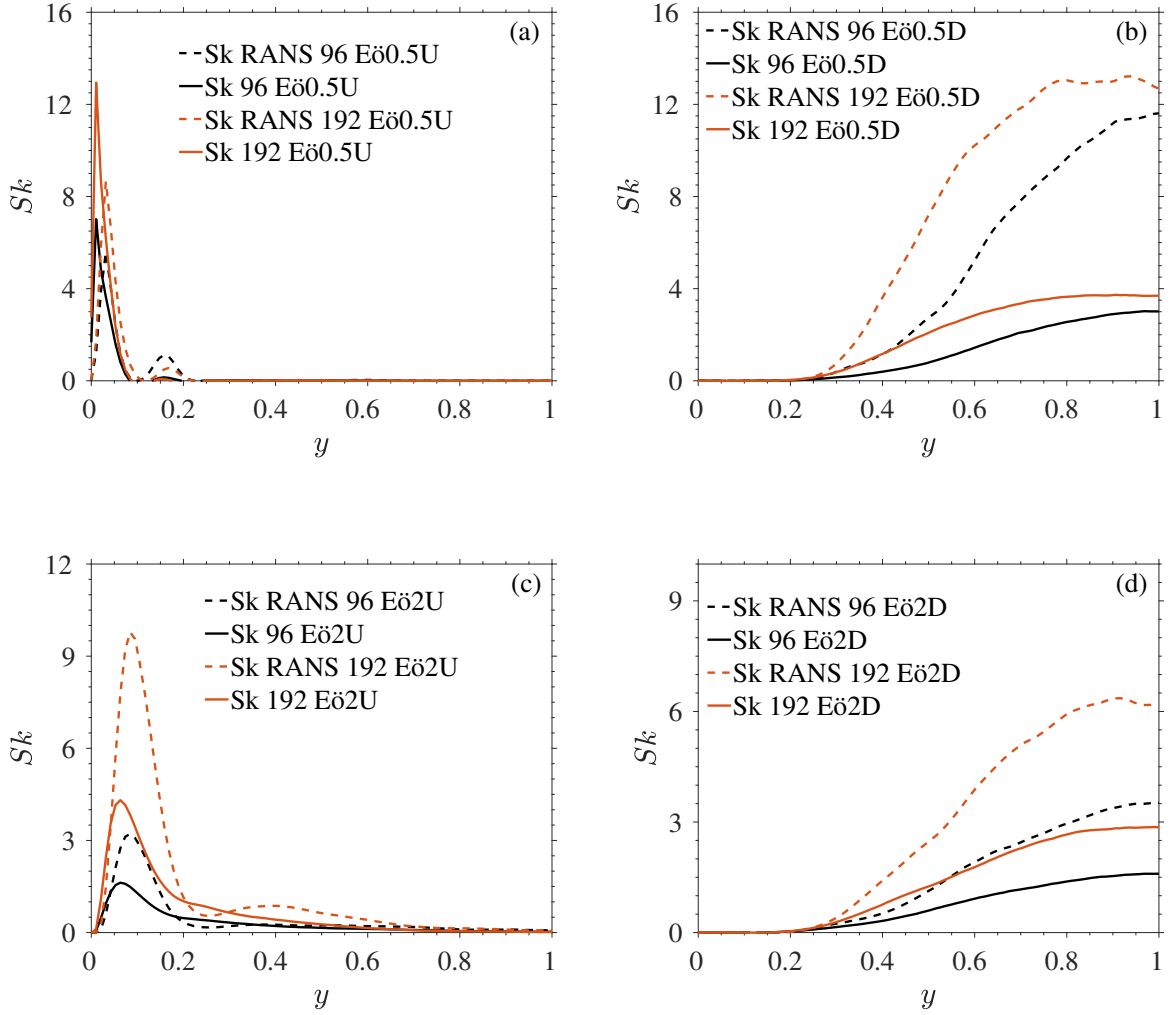 16
12
8
4
0
Sk
(a)
Sk RANS 96 Eö0.5U
Sk 96 Eö0.5U
Sk RANS 192 Eö0.5U
Sk 192 Eö0.5U
0 0.2 0.4 0.6 0.8 1
y
16
12
8
4
0
Sk
(b)
Sk RANS 96 Eö0.5D
Sk 96 Eö0.5D
Sk RANS 192 Eö0.5D
Sk 192 Eö0.5D
0 0.2 0.4 0.6 0.8 1
y
12
9
6
3
0
Sk
(c)
Sk RANS 96 Eö2U
Sk 96 Eö2U
Sk RANS 192 Eö2U
Sk 192 Eö2U
0 0.2 0.4 0.6 0.8 1
y
9
6
3
0
Sk
(d)
Sk RANS 96 Eö2D
Sk 96 Eö2D
Sk RANS 192 Eö2D
Sk 192 Eö2D
0 0.2 0.4 0.6 0.8 1
y